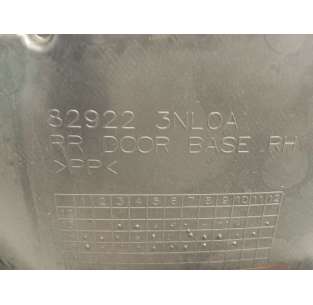 82922 3NL0A
RR DOOR BASE RH
>PP<
1 2 3 4 5 6 7 8 9 10 11 12